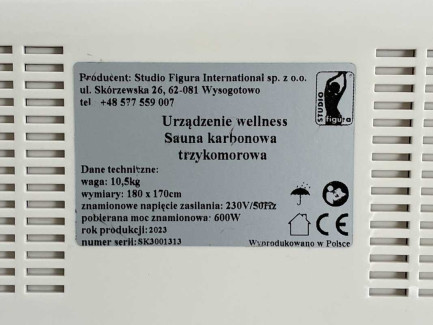 Producent: Studio Figura International sp. z o.o.
ul. Skórzewska 26, 62-081 Wysogotowo
tel +48 577 559 007
STUDIO
figura
Urządzenie wellness
Sauna karbonowa
trzykomorowa
Dane techniczne:
waga: 10,5kg
wymiary: 180 x 170cm
znamionowe napięcie zasilania: 230V/50Hz
pobierana moc znamionowa: 600W
rok produkcji: 2023
numer serii: SK3001313
CE
Wyprodukowano w Polsce